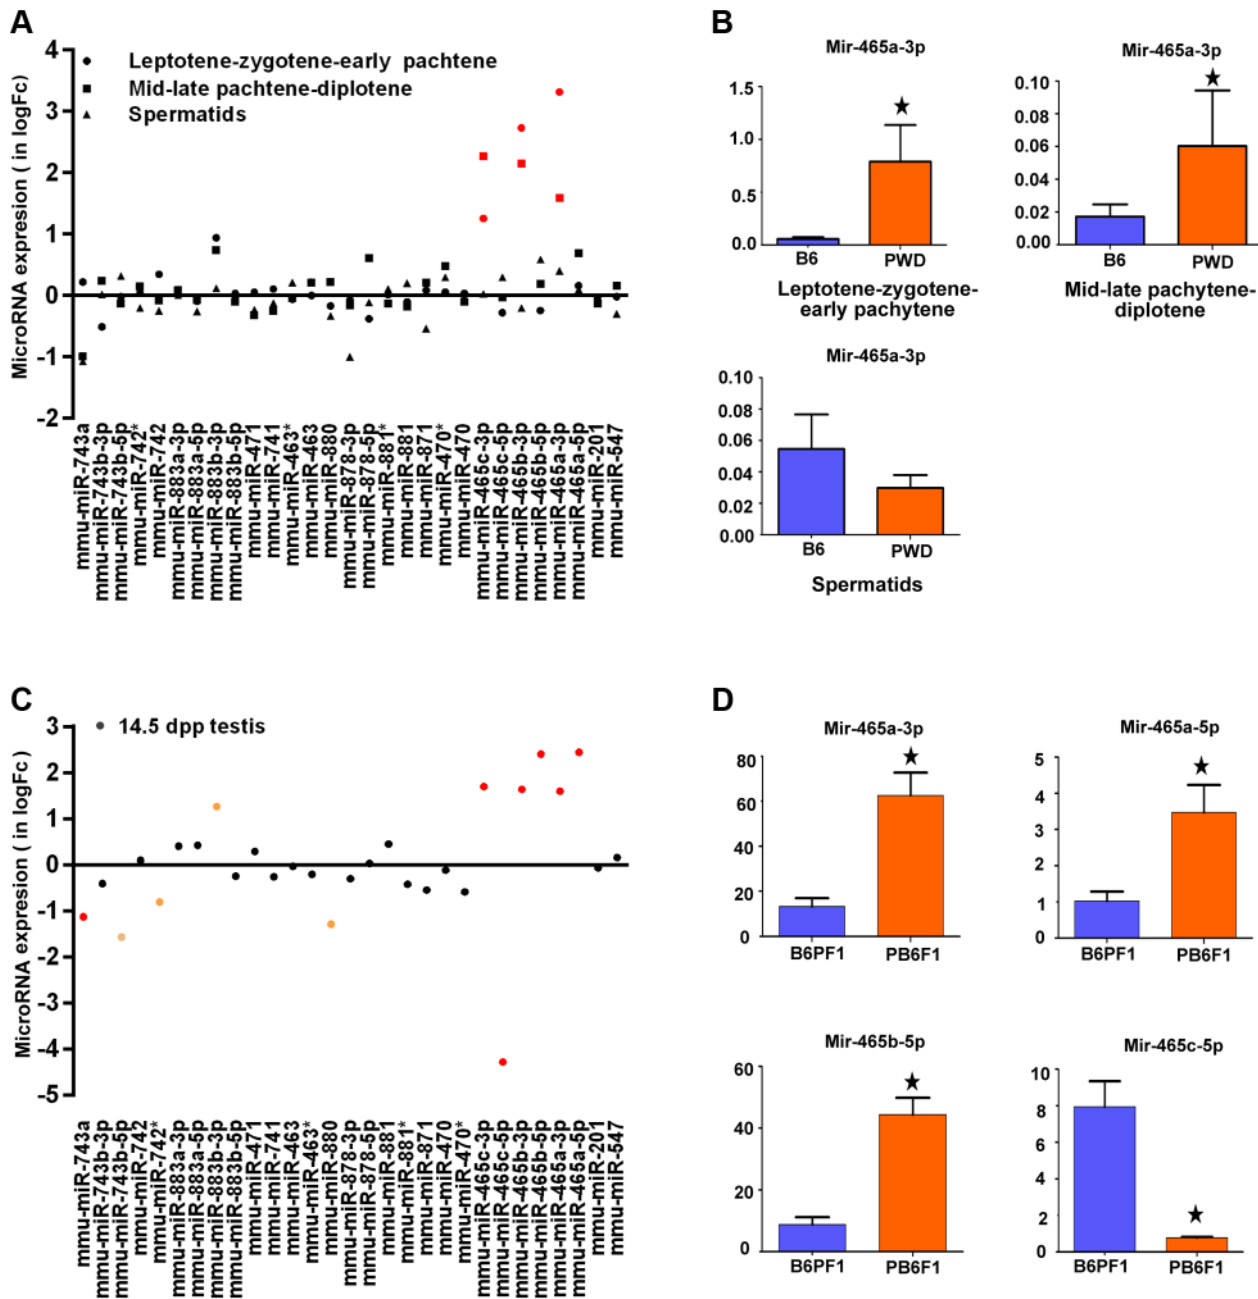 A
MicroRNA expresion ( in logFc )
4
3
2
1
0
-1
-2
Leptotene-zygotene-early pachtene
Mid-late pachtene-diplotene
Spermatids
mmu-miR-743a
mmu-miR-743b-3p
mmu-miR-743b-5p
mmu-miR-742*
mmu-miR-742
mmu-miR-883a-3p
mmu-miR-883a-5p
mmu-miR-883b-3p
mmu-miR-883b-5p
mmu-miR-471
mmu-miR-741
mmu-miR-463*
mmu-miR-463
mmu-miR-880
mmu-miR-878-3p
mmu-miR-878-5p
mmu-miR-881*
mmu-miR-881
mmu-miR-871
mmu-miR-470*
mmu-miR-470
mmu-miR-465c-3p
mmu-miR-465c-5p
mmu-miR-465b-3p
mmu-miR-465b-5p
mmu-miR-465a-3p
mmu-miR-465a-5p
mmu-miR-201
mmu-miR-547
B
Mir-465a-3p
1.5
1.0
0.5
0.0
B6
PWD
Leptotene-zygotene-
early pachytene
Mir-465a-3p
0.10
0.08
0.06
0.04
0.02
0.00
B6
PWD
Mid-late pachytene-
diplotene
Mir-465a-3p
0.10
0.08
0.06
0.04
0.02
0.00
B6
PWD
Spermatids
C
MicroRNA expresion ( in logFc )
3
2
1
0
-1
-2
-3
-4
-5
14.5 dpp testis
mmu-miR-743a
mmu-miR-743b-3p
mmu-miR-743b-5p
mmu-miR-742
mmu-miR-742*
mmu-miR-883a-3p
mmu-miR-883a-5p
mmu-miR-883b-3p
mmu-miR-883b-5p
mmu-miR-471
mmu-miR-741
mmu-miR-463
mmu-miR-463*
mmu-miR-880
mmu-miR-878-3p
mmu-miR-878-5p
mmu-miR-881
mmu-miR-881*
mmu-miR-871
mmu-miR-470
mmu-miR-470*
mmu-miR-465c-3p
mmu-miR-465c-5p
mmu-miR-465b-3p
mmu-miR-465b-5p
mmu-miR-465a-3p
mmu-miR-465a-5p
mmu-miR-201
mmu-miR-547
D
Mir-465a-3p
80
60
40
20
0
B6PF1
PB6F1
Mir-465a-5p
5
4
3
2
1
0
B6PF1
PB6F1
Mir-465b-5p
60
40
20
0
B6PF1
PB6F1
Mir-465c-5p
10
8
6
4
2
0
B6PF1
PB6F1